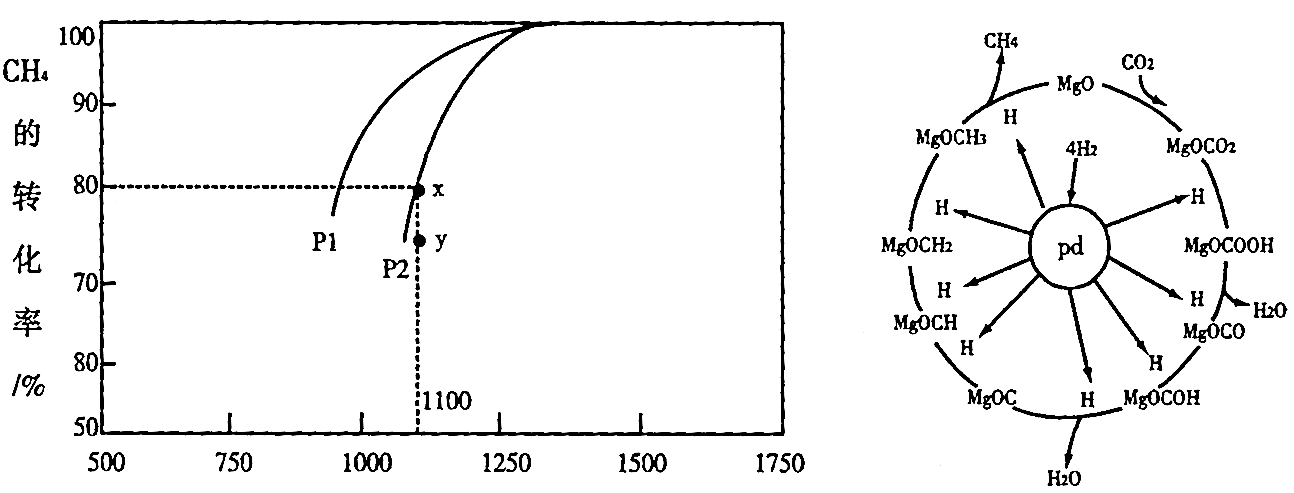 100
CH₄
的
转
化
率
/%
90
80
70
80
50
500
750
1000
1250
1500
1750
P1
P2
x
y
1100
CH₄
CO₂
MgO
H
MgOCH₃
4H₂
MgOCO₂
H
H
MgOCH₂
pd
MgOCOOH
H
H
H₂O
MgOCH
MgOCO
H
H
MgOC
H
MgOCOH
H₂O